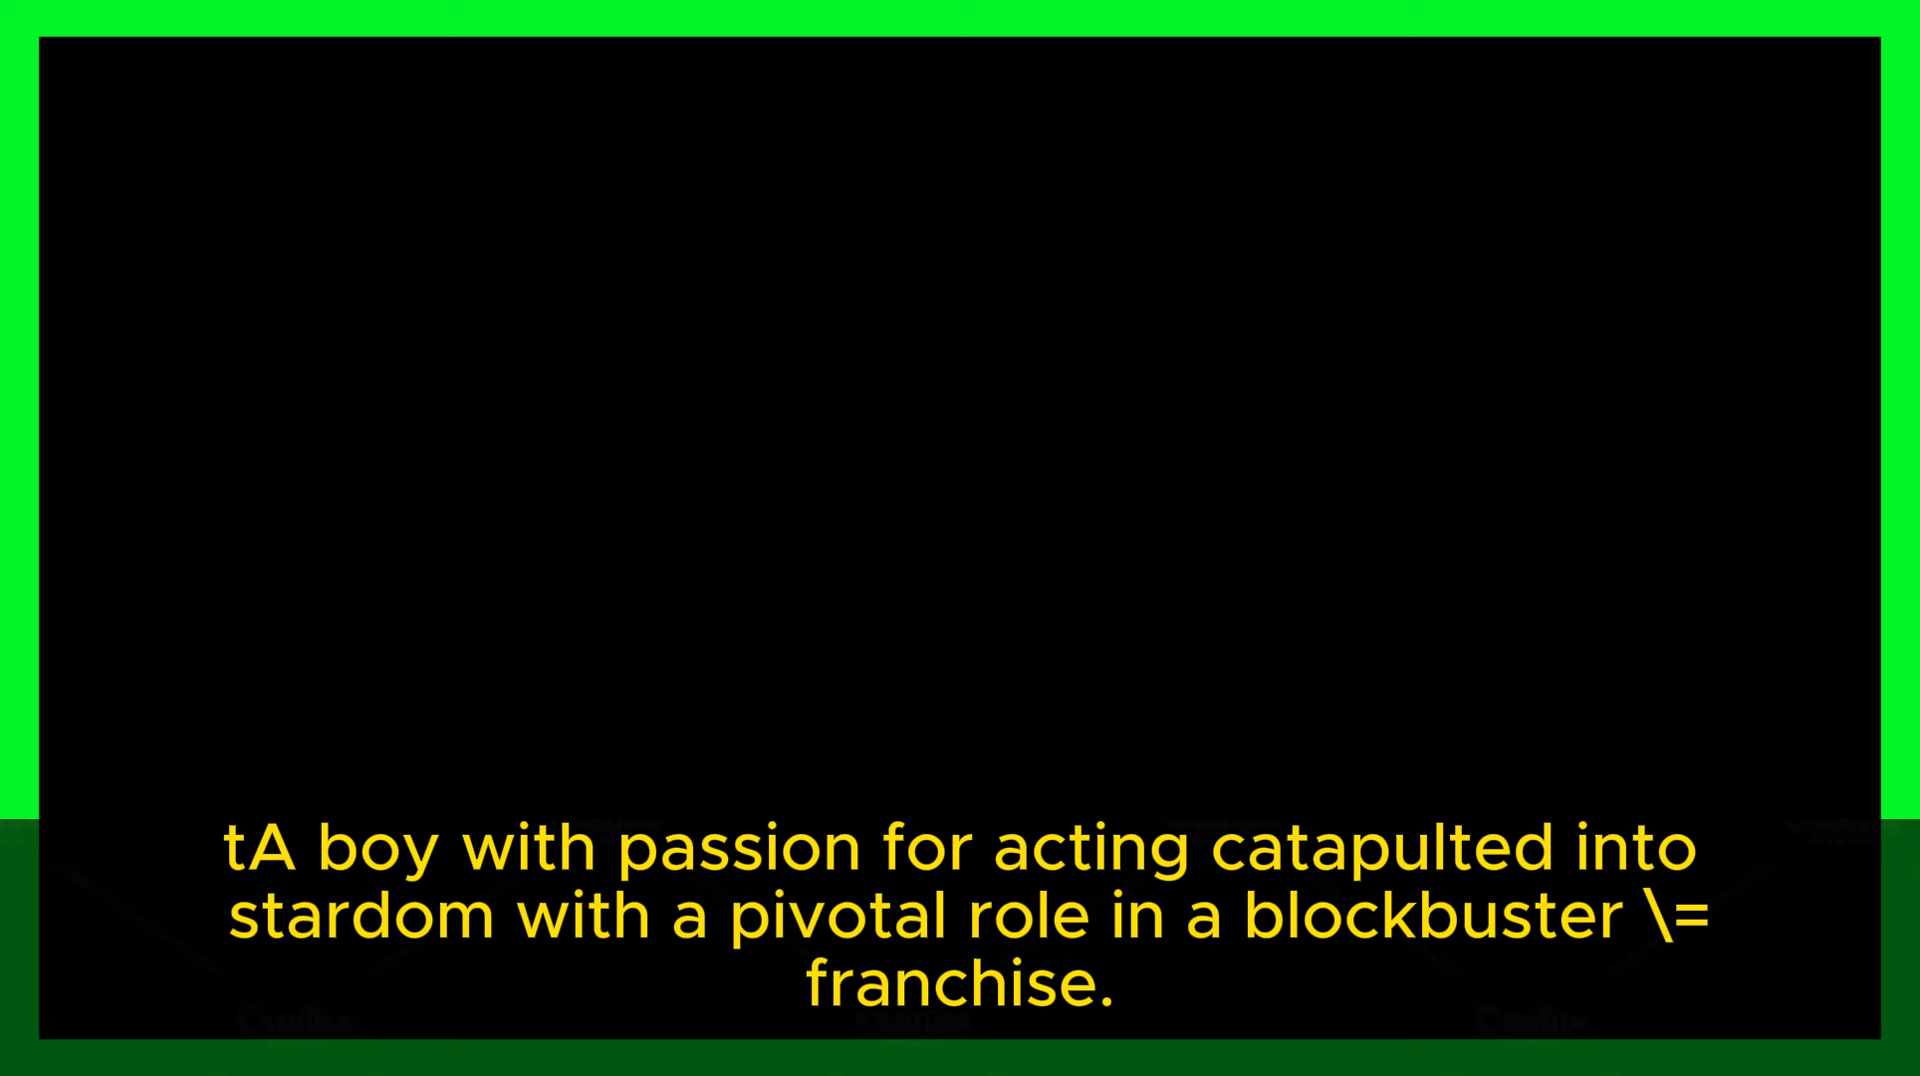 tA boy with passion for acting catapulted into
stardom with a pivotal role in a blockbuster \=
franchise.